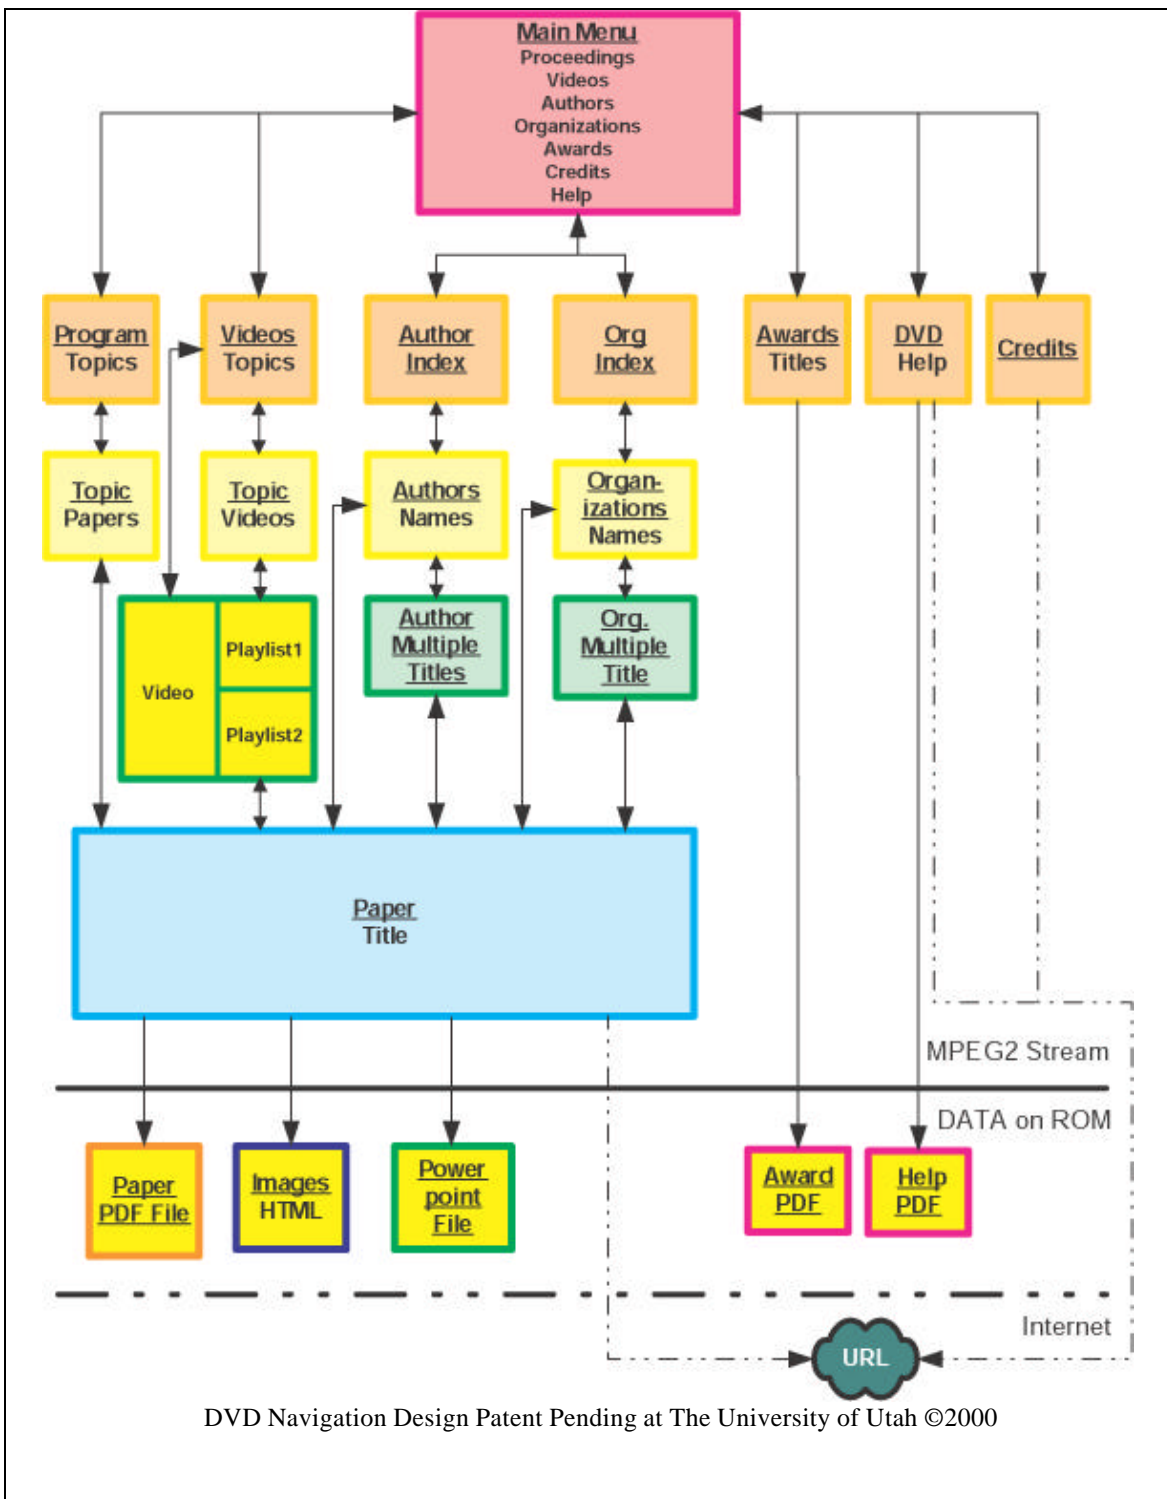 Main Menu
Proceedings
Videos
Authors
Organizations
Awards
Credits
Help
Program
Topics
Videos
Topics
Author
Index
Org
Index
Awards
Titles
DVD
Help
Credits
Topic
Papers
Topic
Videos
Authors
Names
Organ-
izations
Names
Video
Playlist1
Playlist2
Author
Multiple
Titles
Org.
Multiple
Title
Paper
Title
MPEG2 Stream
DATA on ROM
Paper
PDF File
Images
HTML
Power
point
File
Award
PDF
Help
PDF
Internet
URL
DVD Navigation Design Patent Pending at The University of Utah ©2000